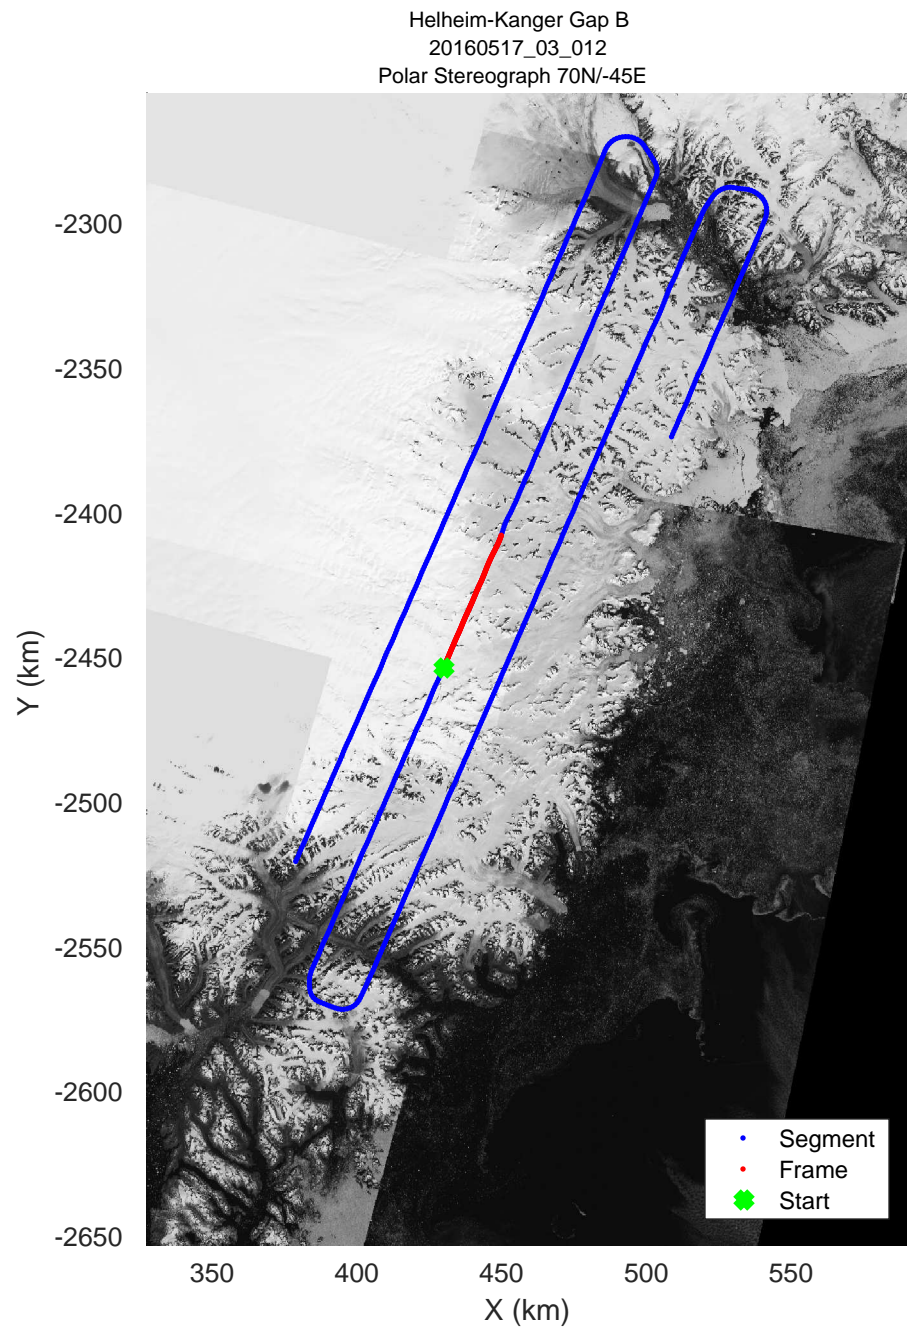 Helheim-Kanger Gap B
20160517_03_012
Polar Stereograph 70N/-45E
-2300
-2350
-2400
-2450
-2500
-2550
-2600
-2650
Y (km)
350
400
450
500
550
X (km)
Segment
Frame
Start